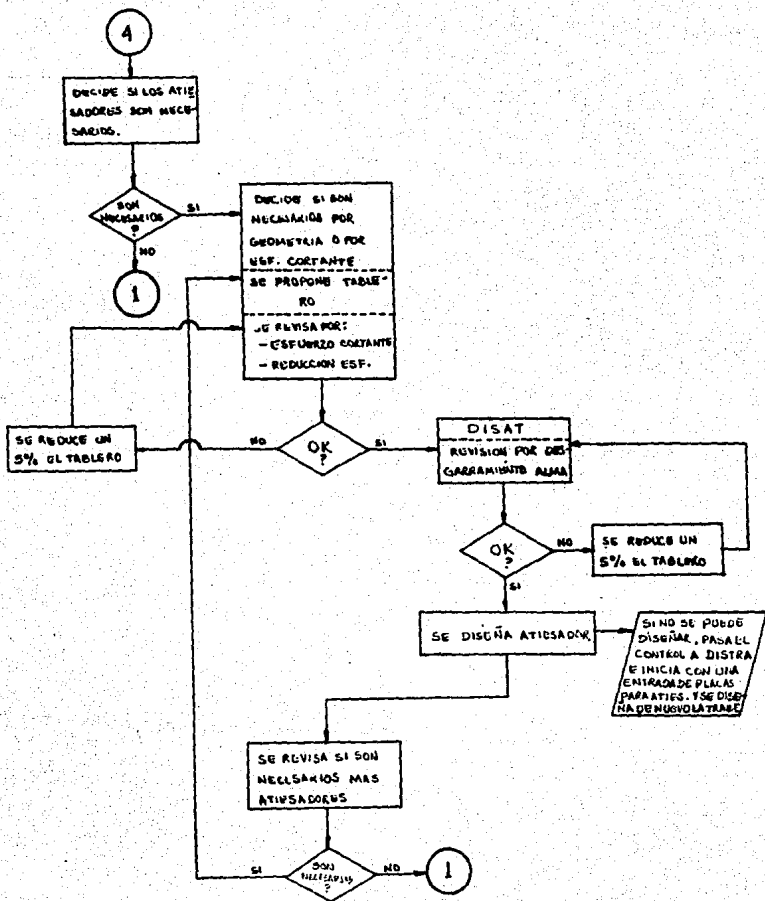 4
DECIDE SI LOS ATIE
SADORES SON NECE-
SARIOS.
SON
NECESARIOS
?
SI
NO
1
DECIDE SI SON
NECESARIOS POR
GEOMETRIA O POR
ESF. CORTANTE
SE PROPONE TABLE-
RO
SE REVISA POR:
- ESFUERZO CORTANTE
- REDUCCION ESF.
OK
?
NO
SI
SE REDUCE UN
5% EL TABLERO
DISAT
REVISION POR DES-
GARRAMIENTO ALMA
OK
?
NO
SI
SE REDUCE UN
5% EL TABLERO
SE DISEÑA ATIESADOR
SI NO SE PUEDE
DISEÑAR, PASA EL
CONTROL A DISTRA
E INICIA CON UNA
ENTRADA DE PLACAS
PARA ATIES. Y SE DISE-
ÑA DE NUEVO LA TRABE
SE REVISA SI SON
NECESARIOS MAS
ATIESADORES
SON
NECESARIOS
?
SI
NO
1